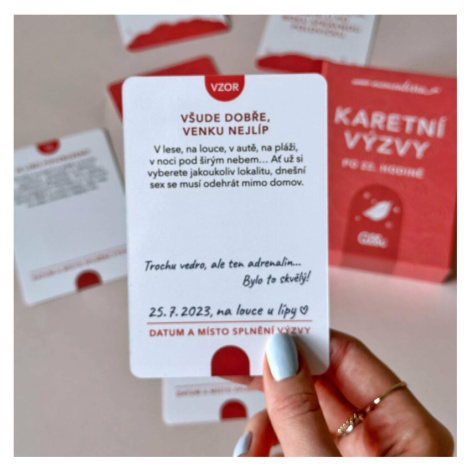 VZOR
VŠUDE DOBŘE,
VENKU NEJLÍP
V lese, na louce, v autě, na pláži,
v noci pod širým nebem... Ať už si
vyberete jakoukoliv lokalitu, dnešní
sex se musí odehrát mimo domov.
Trochu vedro, ale ten adrenalin...
Bylo to skvělý!
25. 7. 2023, na louce u lípy
DATUM A MÍSTO SPLNĚNÍ VÝZVY
KARETNÍ
VÝZVY
PO 22. HODINĚ
Albi